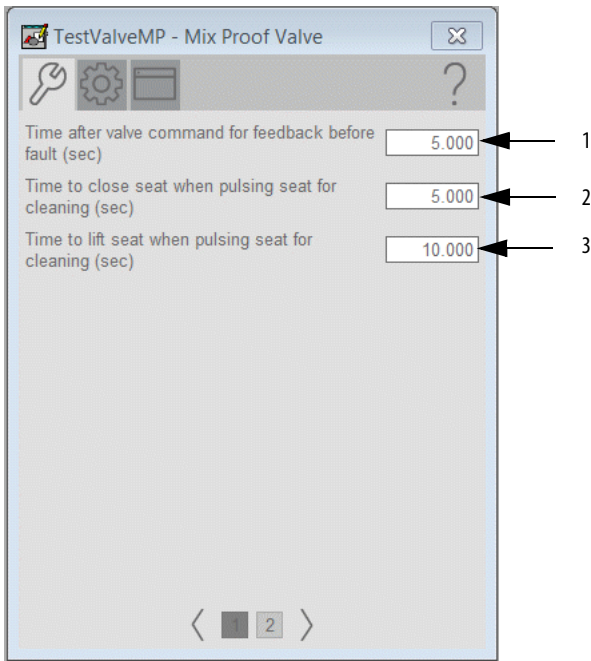 TestValveMP - Mix Proof Valve
?
Time after valve command for feedback before
fault (sec)
5.000
1
Time to close seat when pulsing seat for
cleaning (sec)
5.000
2
Time to lift seat when pulsing seat for
cleaning (sec)
10.000
3
1 2